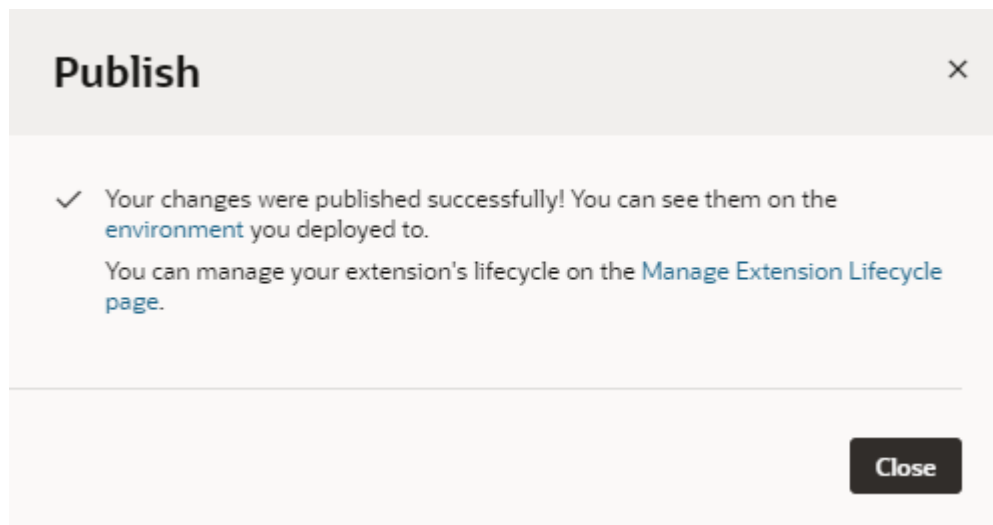 Publish
Your changes were published successfully! You can see them on the
environment you deployed to.
You can manage your extension's lifecycle on the Manage Extension Lifecycle
page.
Close